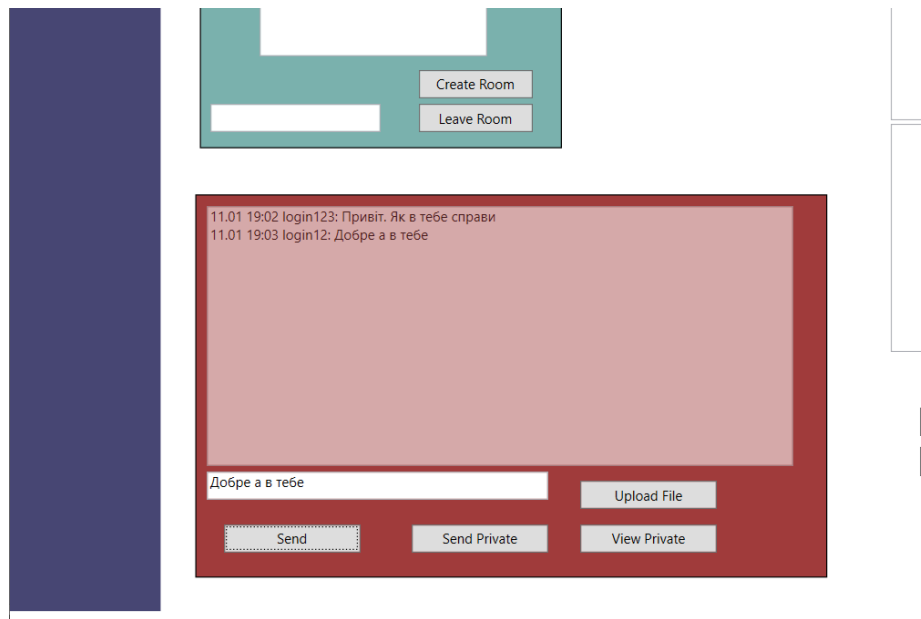 Create Room
Leave Room
11.01 19:02 login123: Привіт. Як в тебе справи
11.01 19:03 login12: Добре а в тебе
Добре а в тебе
Upload File
Send
Send Private
View Private